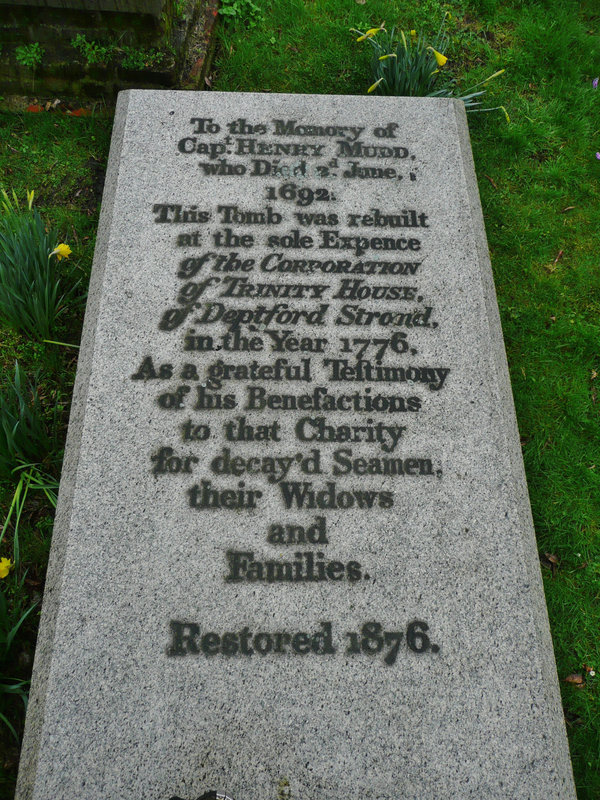 To the Momory of
Capt. HENRY MUDD,
who Died 2d June,
1692.
This Tomb was rebuilt
at the sole Expence
of the CORPORATION
of TRINITY HOUSE,
of Deptford Strond,
in the Year 1776,
As a grateful Teſtimony
of his Benefactions
to that Charity
for decay'd Seamen,
their Widows
and
Families.
Restored 1876.